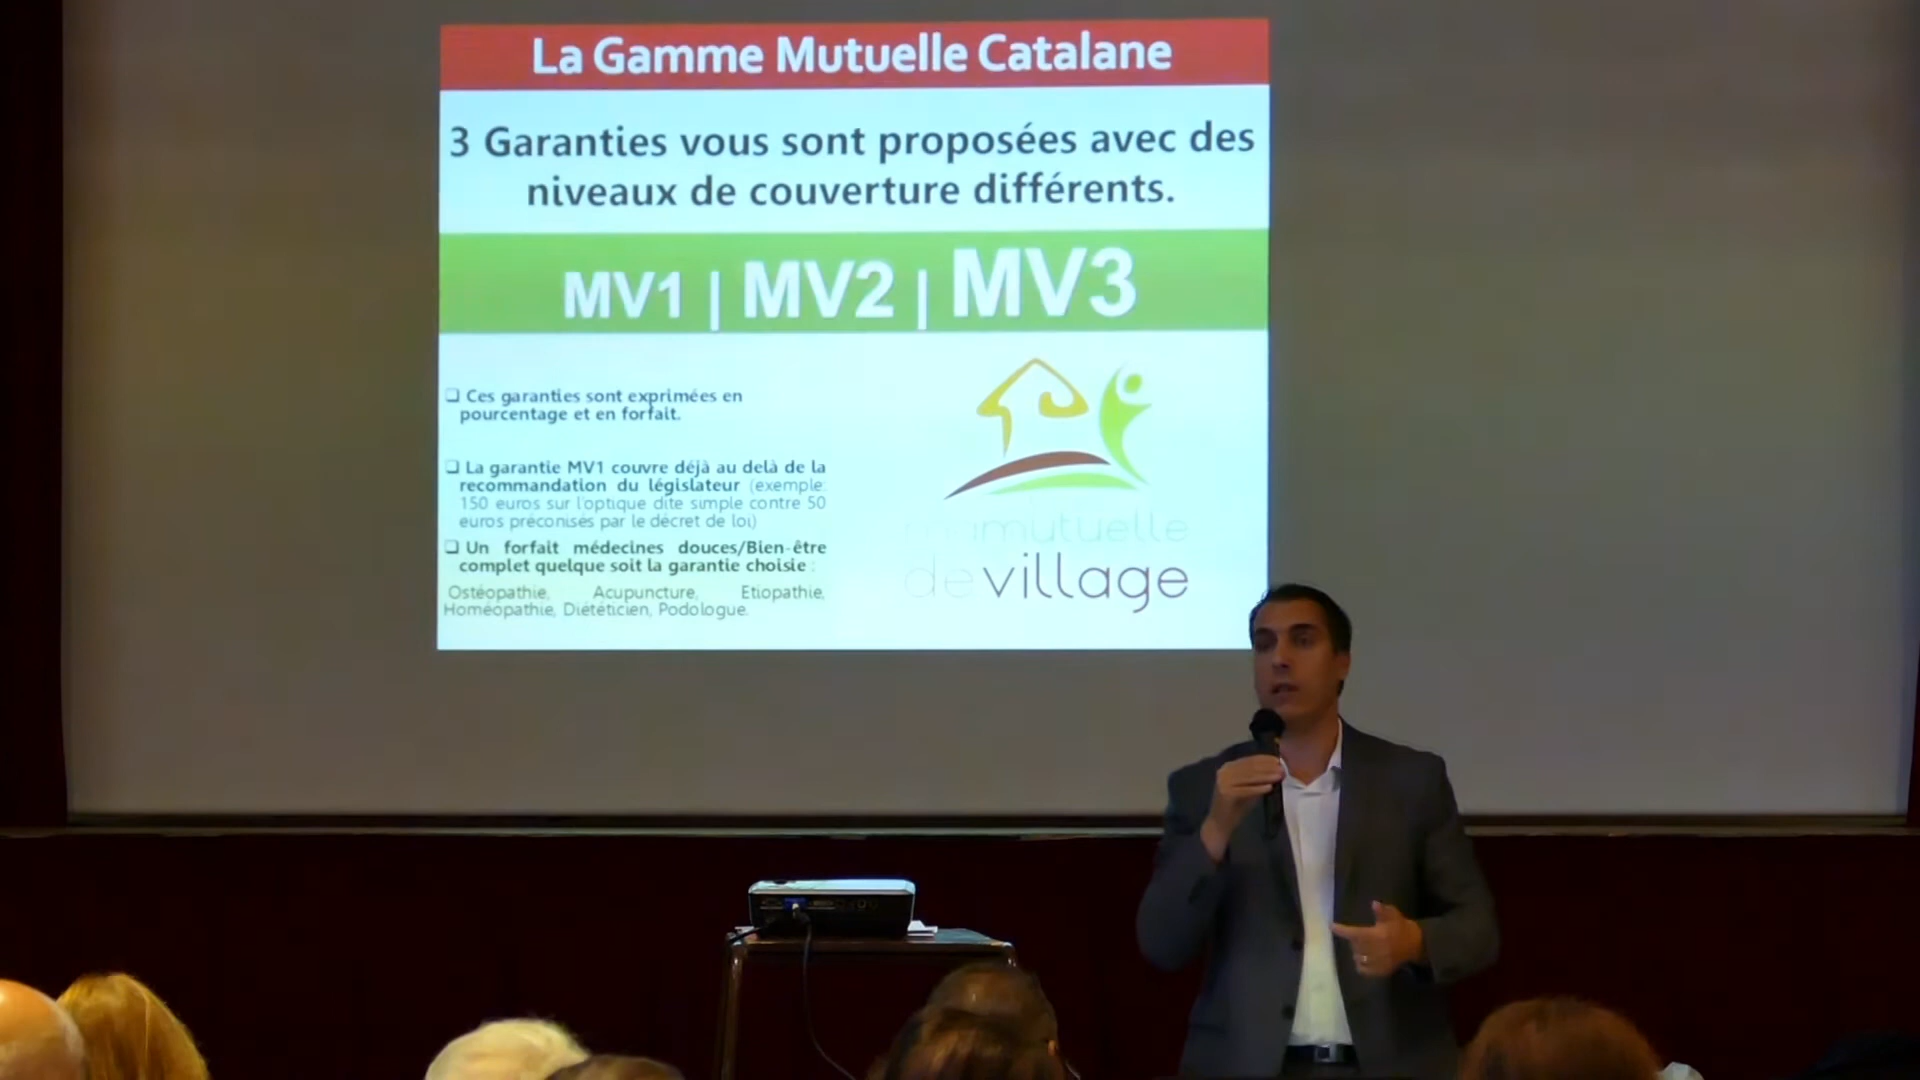 La Gamme Mutuelle Catalane
3 Garanties vous sont proposées avec des
niveaux de couverture différents.
MV1 | MV2 | MV3
❑ Ces garanties sont exprimées en
pourcentage et en forfait.
❑ La garantie MV1 couvre déjà au delà de la
recommandation du législateur (exemple:
150 euros sur l'optique dite simple contre 50
euros préconisés par le décret de loi)
❑ Un forfait médecines douces/Bien-être
complet quelque soit la garantie choisie :
Ostéopathie, Acupuncture, Etiopathie,
Homéopathie, Diététicien, Podologue.
mutuelle
de village